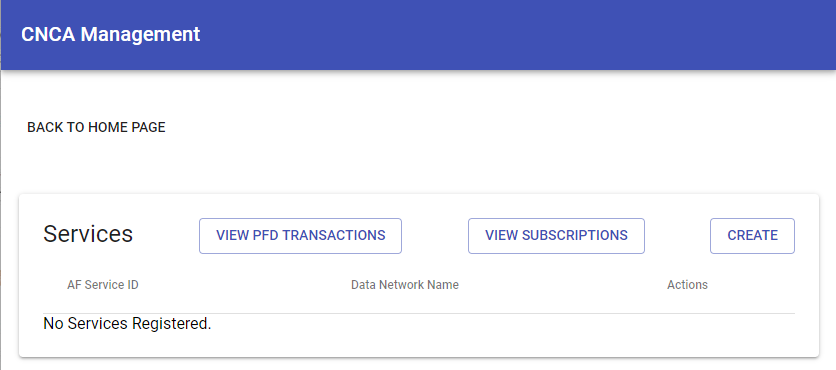 CNCA Management
BACK TO HOME PAGE
Services VIEW PFD TRANSACTIONS VIEW SUBSCRIPTIONS CREATE
AF Service ID Data Network Name Actions
No Services Registered.